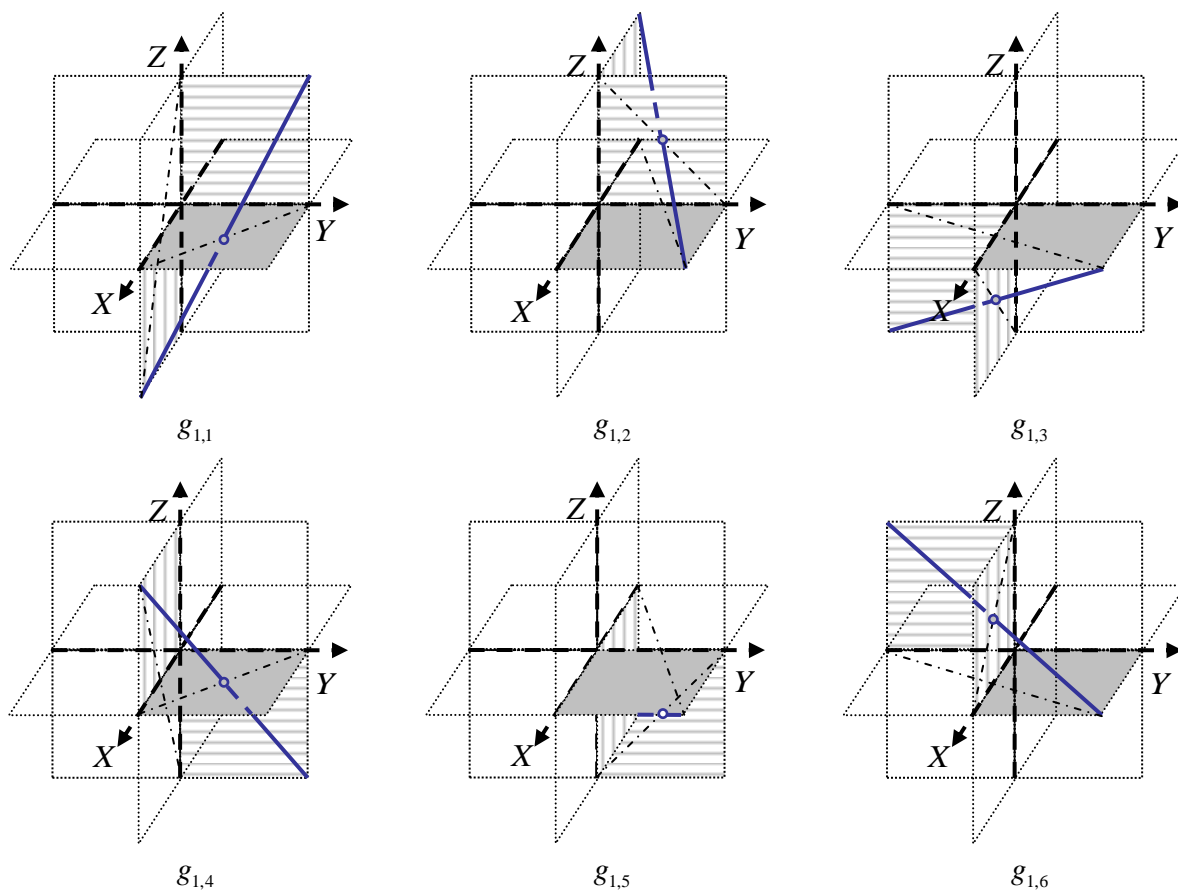 Z Z Z
Y Y Y
X X X
g1,1 g1,2 g1,3
Z Z Z
Y Y Y
X X X
g1,4 g1,5 g1,6